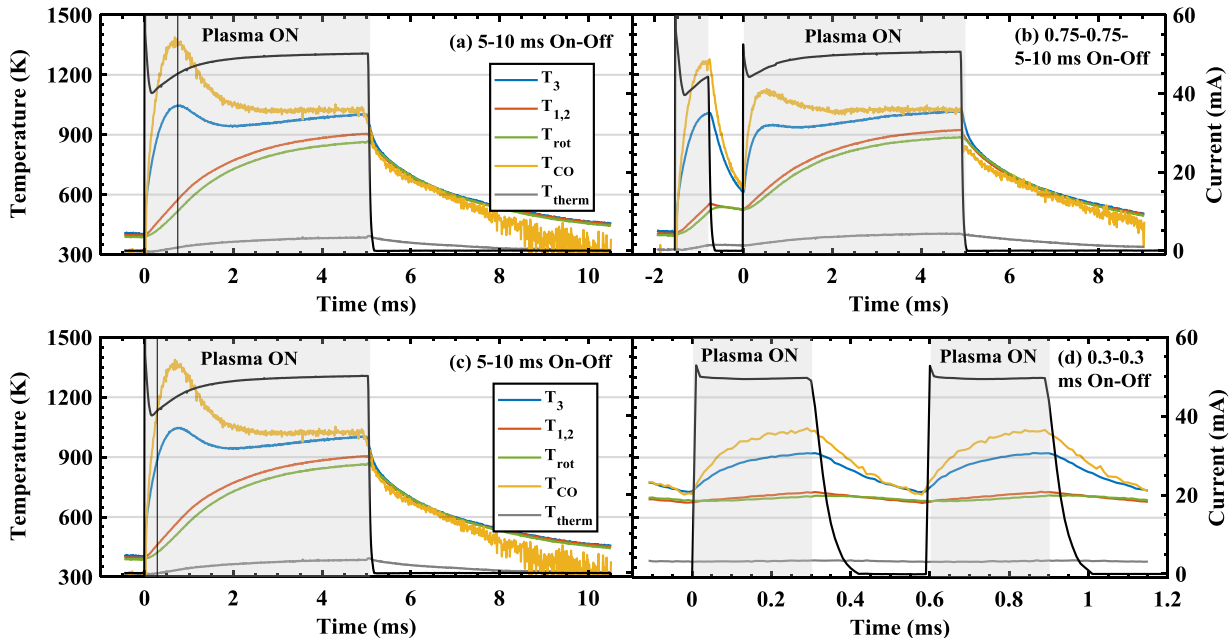 1500
1200
900
600
300
Temperature (K)
Plasma ON
(a) 5-10 ms On-Off
T3
T1,2
Trot
TCO
Ttherm
0
2
4
6
8
10
Time (ms)
Plasma ON
(b) 0.75-0.75-
5-10 ms On-Off
60
40
20
0
Current (mA)
-2
0
2
4
6
8
Time (ms)
1500
1200
900
600
300
Temperature (K)
Plasma ON
(c) 5-10 ms On-Off
T3
T1,2
Trot
TCO
Ttherm
0
2
4
6
8
10
Time (ms)
Plasma ON
Plasma ON
(d) 0.3-0.3
ms On-Off
60
40
20
0
Current (mA)
0
0.2
0.4
0.6
0.8
1
1.2
Time (ms)